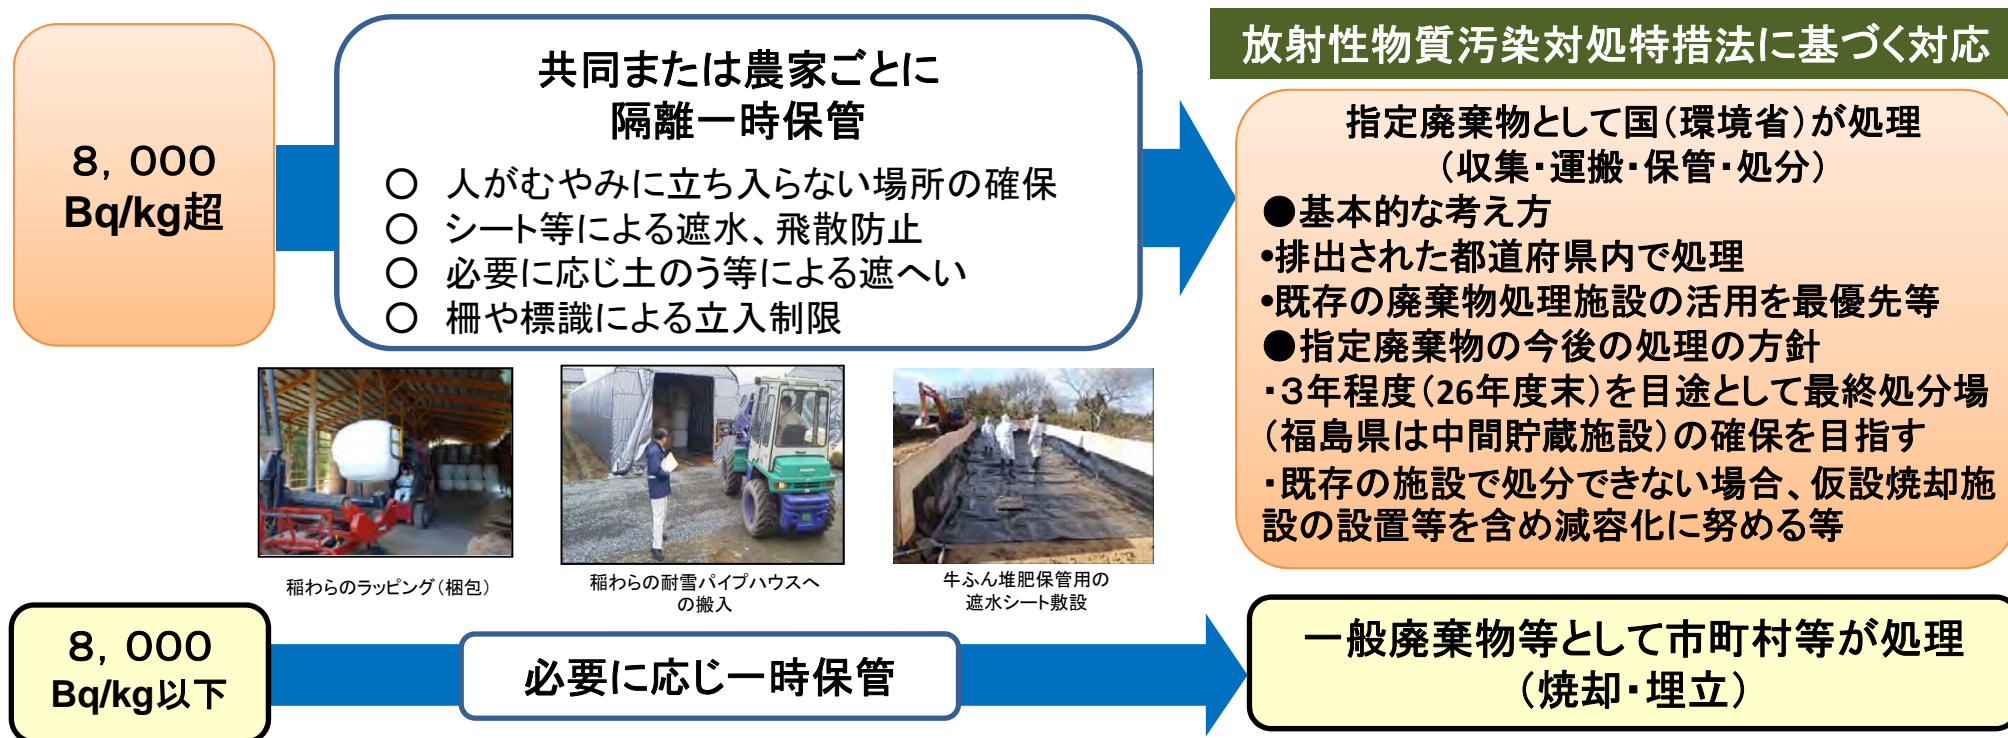 8，000
Bq/kg超
共同または農家ごとに
隔離一時保管
○　人がむやみに立ち入らない場所の確保
○　シート等による遮水、飛散防止
○　必要に応じ土のう等による遮へい
○　柵や標識による立入制限
放射性物質汚染対処特措法に基づく対応
指定廃棄物として国（環境省）が処理
（収集・運搬・保管・処分）
●基本的な考え方
•排出された都道府県内で処理
•既存の廃棄物処理施設の活用を最優先等
●指定廃棄物の今後の処理の方針
・３年程度（26年度末）を目途として最終処分場
（福島県は中間貯蔵施設）の確保を目指す
・既存の施設で処分できない場合、仮設焼却施
設の設置等を含め減容化に努める等
稲わらのラッピング（梱包）
稲わらの耐雪パイプハウスへ
の搬入
牛ふん堆肥保管用の
遮水シート敷設
8，000
Bq/kg以下
必要に応じ一時保管
一般廃棄物等として市町村等が処理
（焼却・埋立）